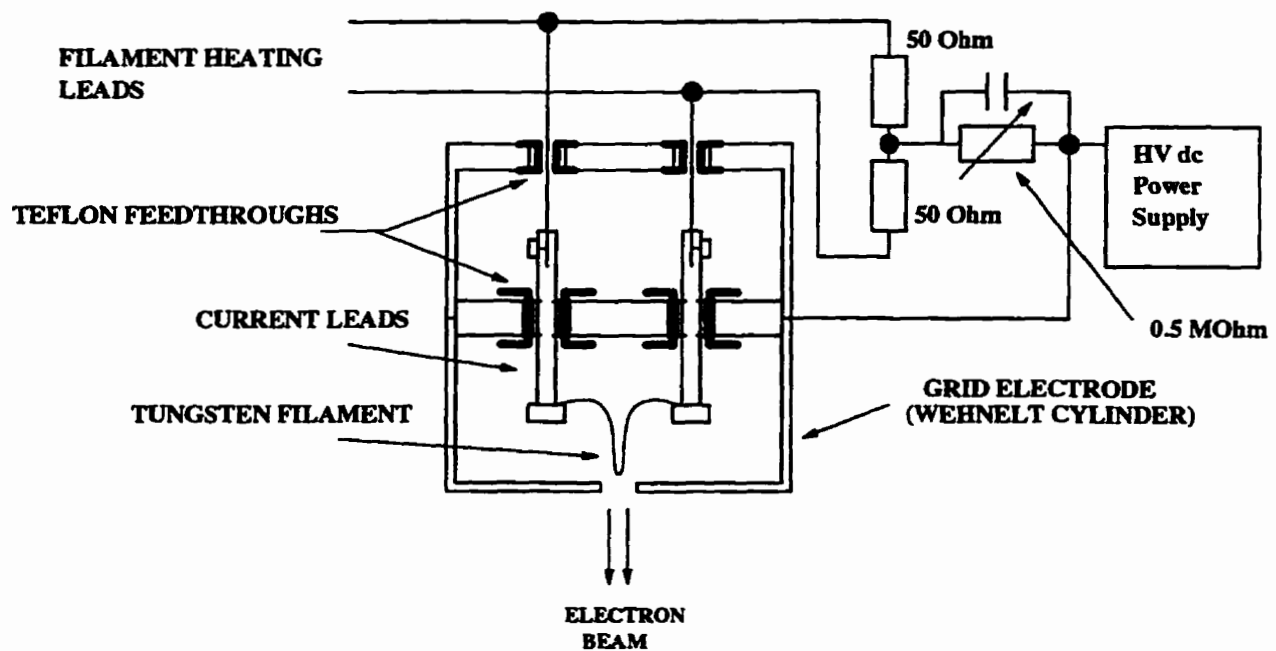 FILAMENT HEATING
LEADS
50 Ohm
HV dc
Power
Supply
50 Ohm
TEFLON FEEDTHROUGHS
CURRENT LEADS
0.5 MOhm
TUNGSTEN FILAMENT
GRID ELECTRODE
(WEHNELT CYLINDER)
ELECTRON
BEAM